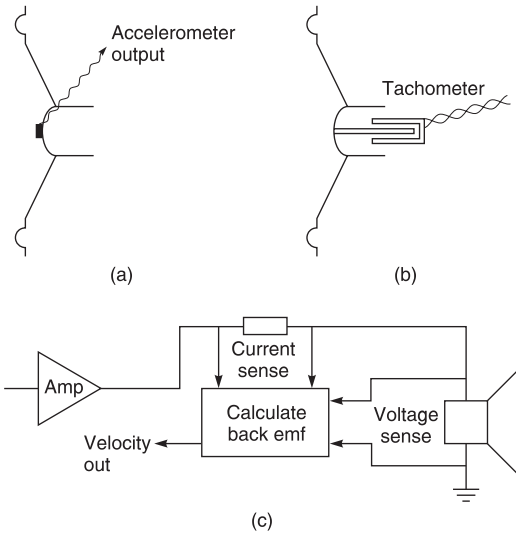 Accelerometer
output
Tachometer
(a)
(b)
Current
sense
Amp
Calculate
back emf
Voltage
sense
Velocity
out
(c)